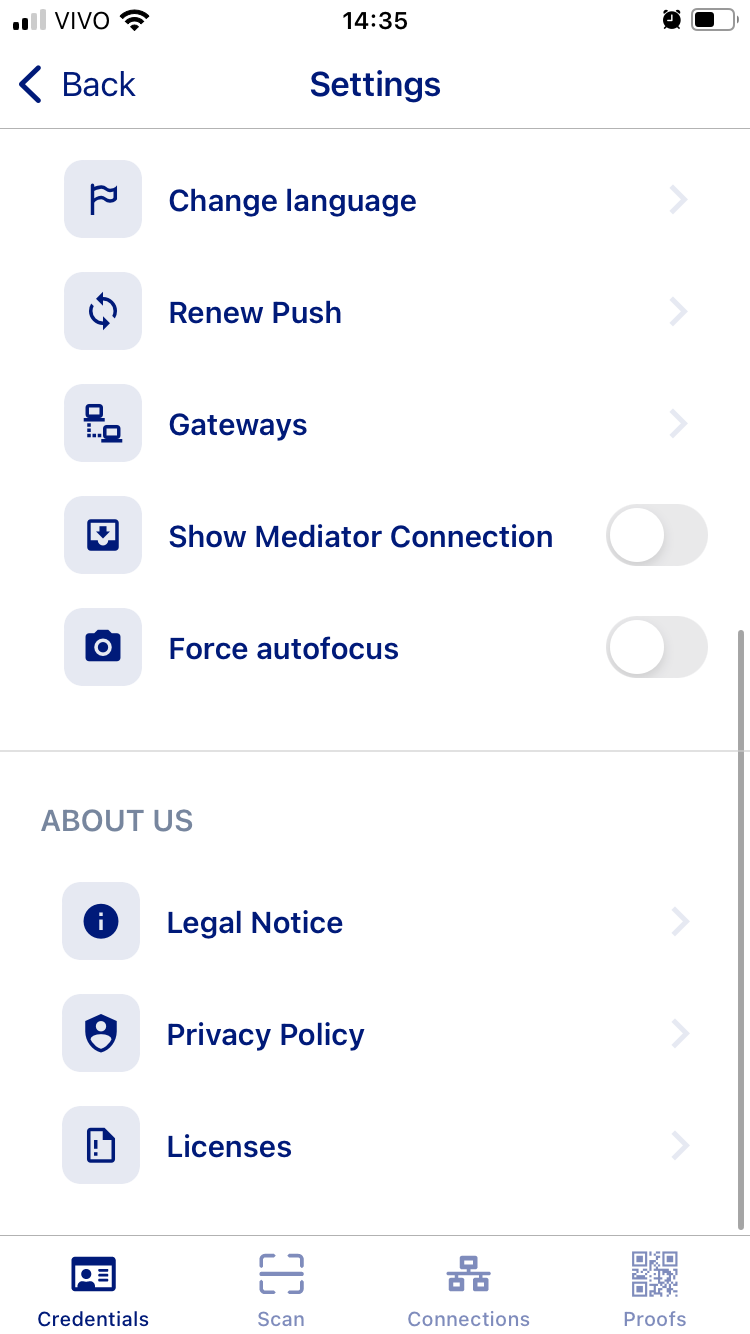 VIVO 14:35
Back Settings
Change language
Renew Push
Gateways
Show Mediator Connection
Force autofocus
ABOUT US
Legal Notice
Privacy Policy
Licenses
Credentials Scan Connections Proofs